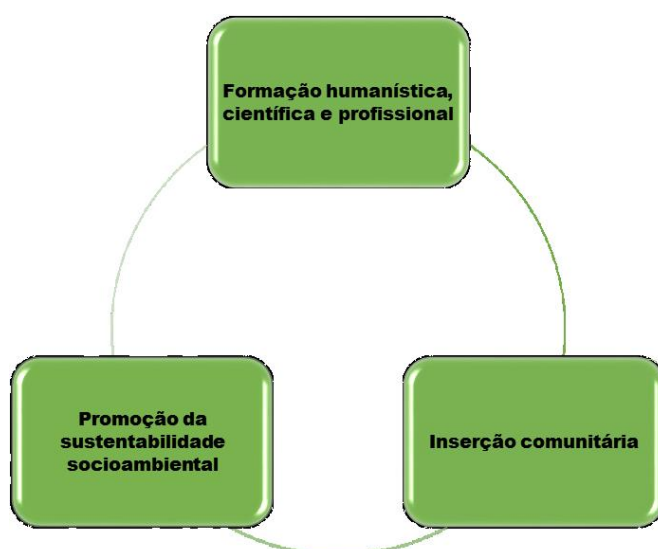 Formação humanística,
científica e profissional
Promoção da
sustentabilidade
socioambiental
Inserção comunitária